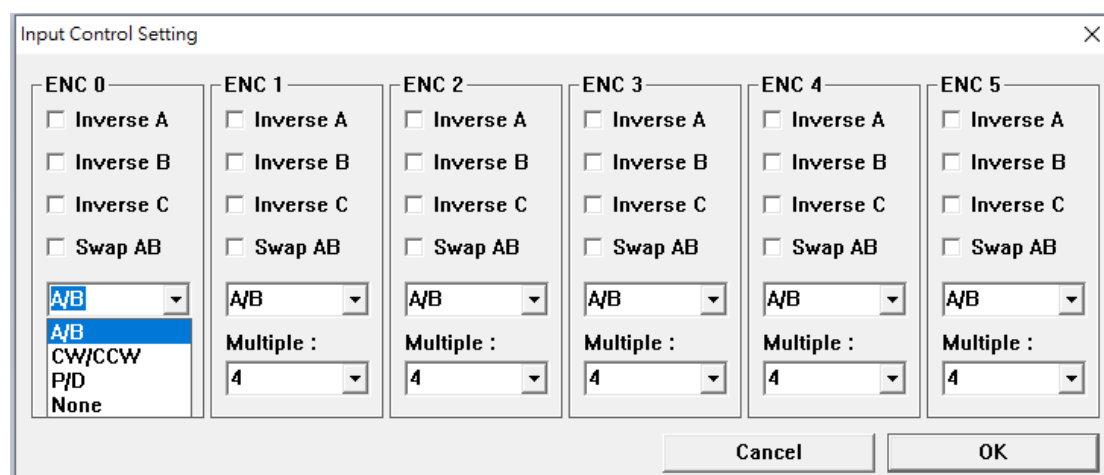 Input Control Setting
ENC 0
Inverse A
Inverse B
Inverse C
Swap AB
A/B
A/B
CW/CCW
P/D
None
ENC 1
Inverse A
Inverse B
Inverse C
Swap AB
A/B
Multiple :
4
ENC 2
Inverse A
Inverse B
Inverse C
Swap AB
A/B
Multiple :
4
ENC 3
Inverse A
Inverse B
Inverse C
Swap AB
A/B
Multiple :
4
ENC 4
Inverse A
Inverse B
Inverse C
Swap AB
A/B
Multiple :
4
ENC 5
Inverse A
Inverse B
Inverse C
Swap AB
A/B
Multiple :
4
Cancel
OK